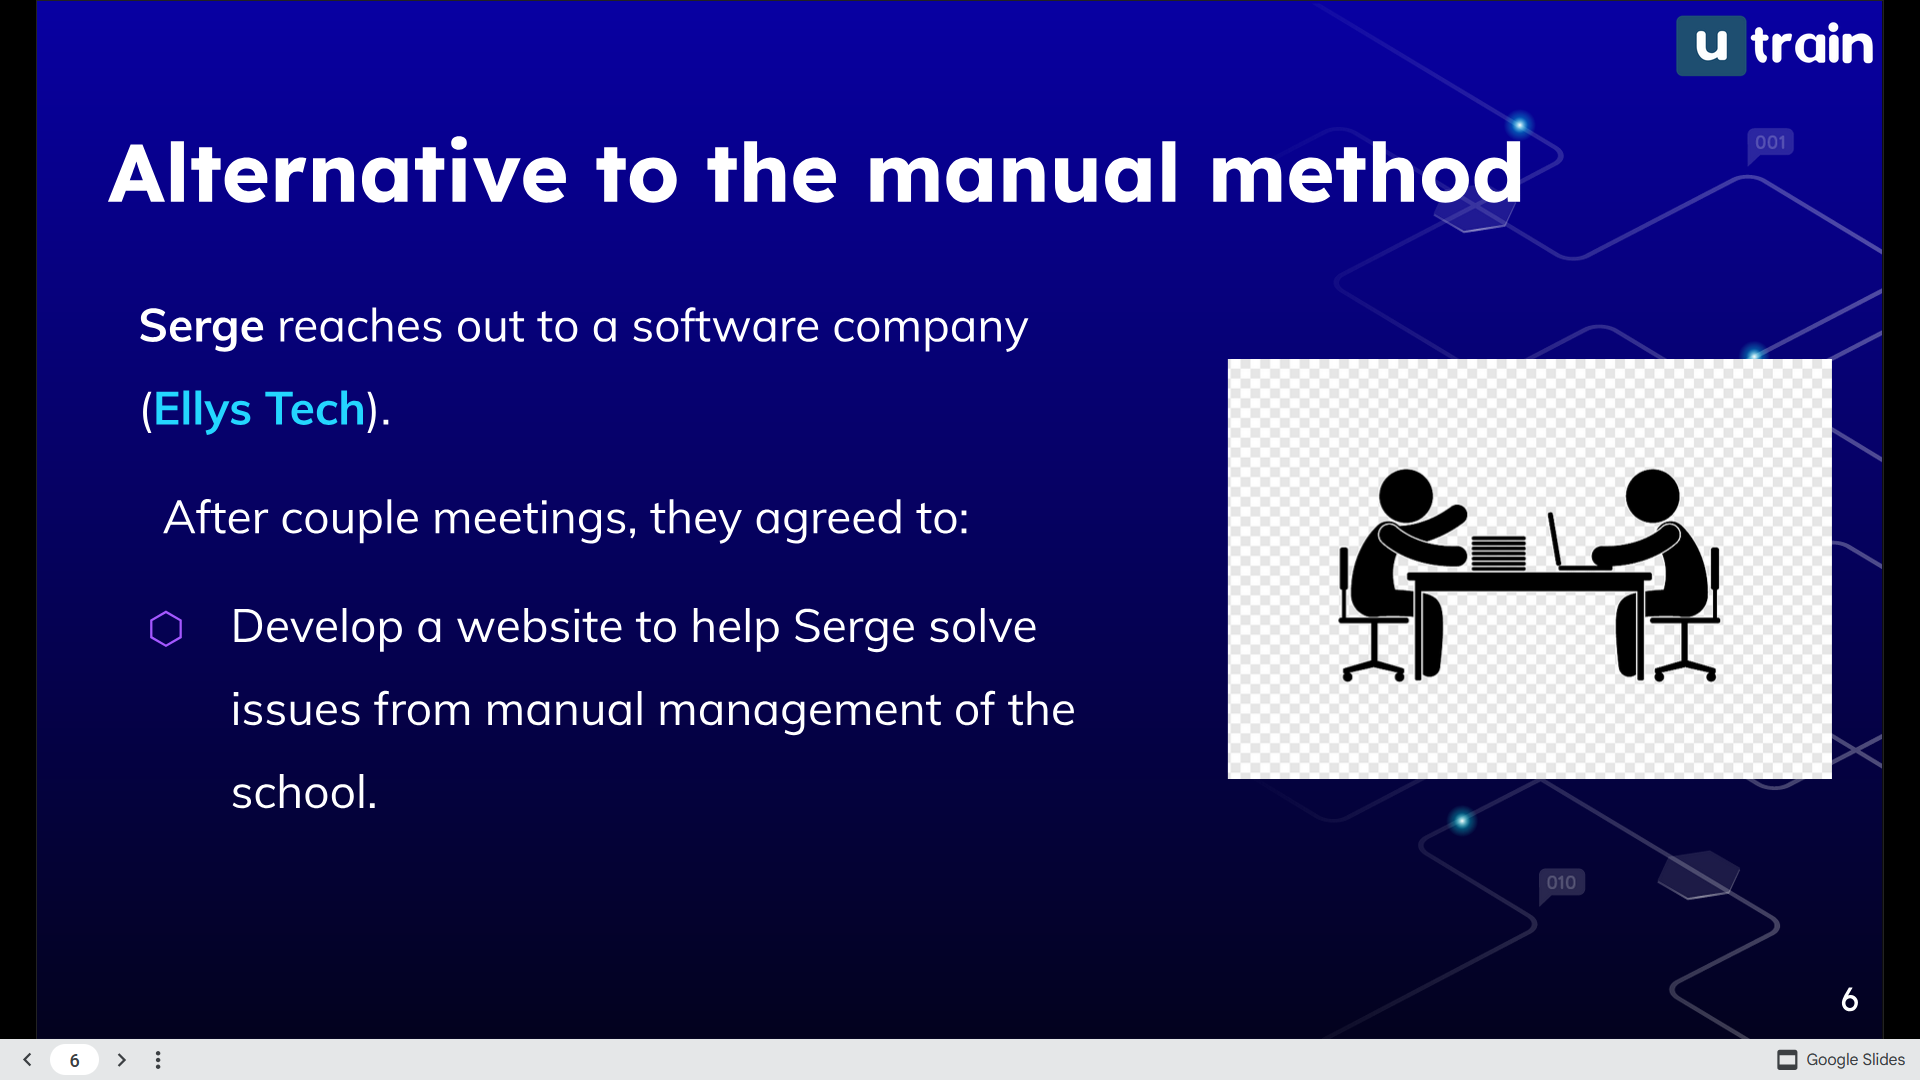 u train
001
Alternative to the manual method
Serge reaches out to a software company
(Ellys Tech).
After couple meetings, they agreed to:
Develop a website to help Serge solve
issues from manual management of the
school.
010
6
6
Google Slides